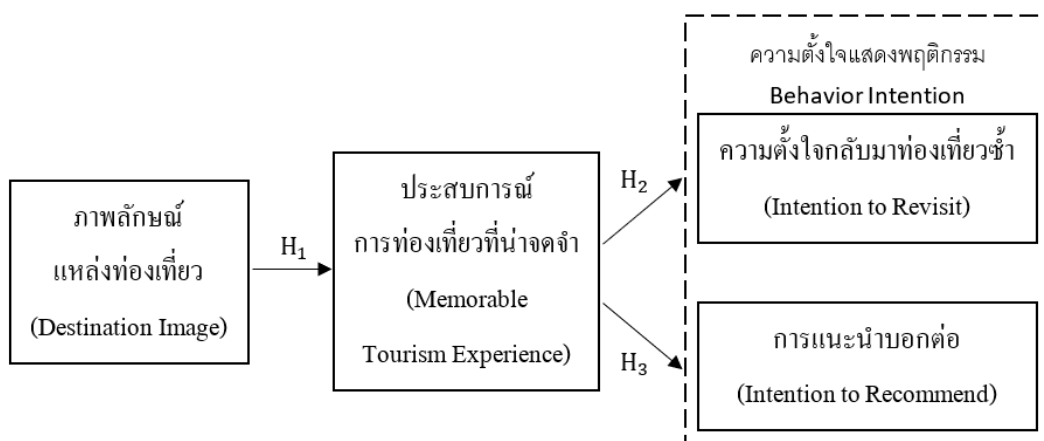 ภาพลักษณ์
แหล่งท่องเที่ยว
(Destination Image)
H1
ประสบการณ์
การท่องเที่ยวที่น่าจดจำ
(Memorable
Tourism Experience)
H2
H3
ความตั้งใจแสดงพฤติกรรม
Behavior Intention
ความตั้งใจกลับมาท่องเที่ยวซ้ำ
(Intention to Revisit)
การแนะนำบอกต่อ
(Intention to Recommend)